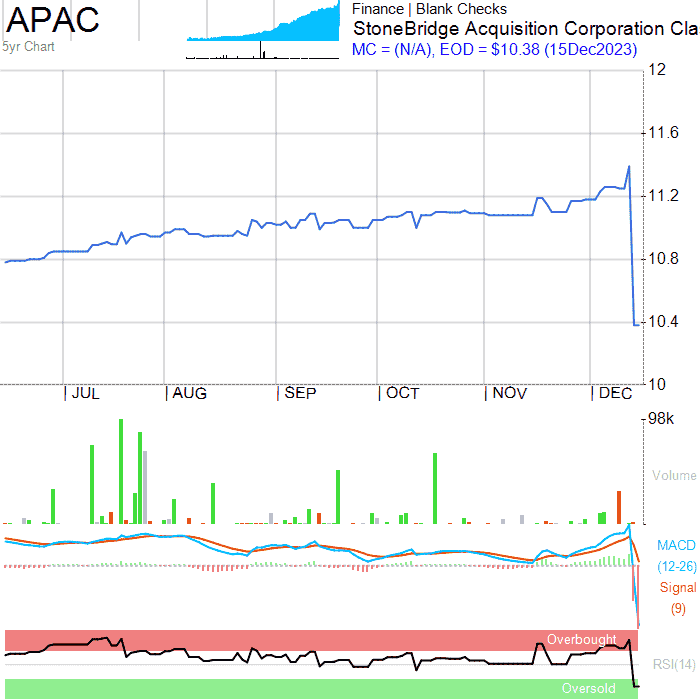 APAC
5yr Chart
Finance | Blank Checks
StoneBridge Acquisition Corporation Cla
MC = (N/A), EOD = $10.38 (15Dec2023)
12
11.6
11.2
10.8
10.4
10
JUL
AUG
SEP
OCT
NOV
DEC
98k
Volume
MACD
(12-26)
Signal
(9)
Overbought
RSI(14)
Oversold